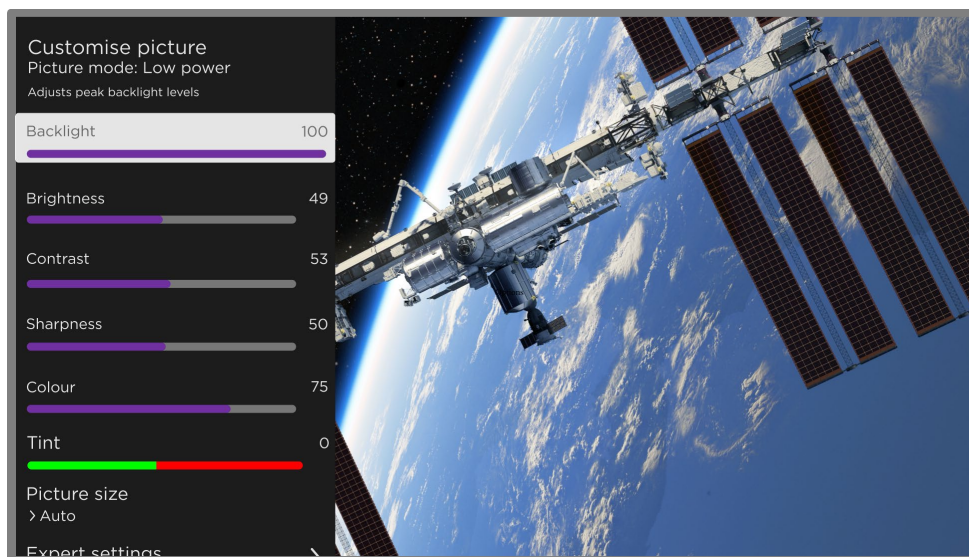 Customise picture
Picture mode: Low power
Adjusts peak backlight levels
Backlight 100
Brightness 49
Contrast 53
Sharpness 50
Colour 75
Tint 0
Picture size
> Auto
Expert settings